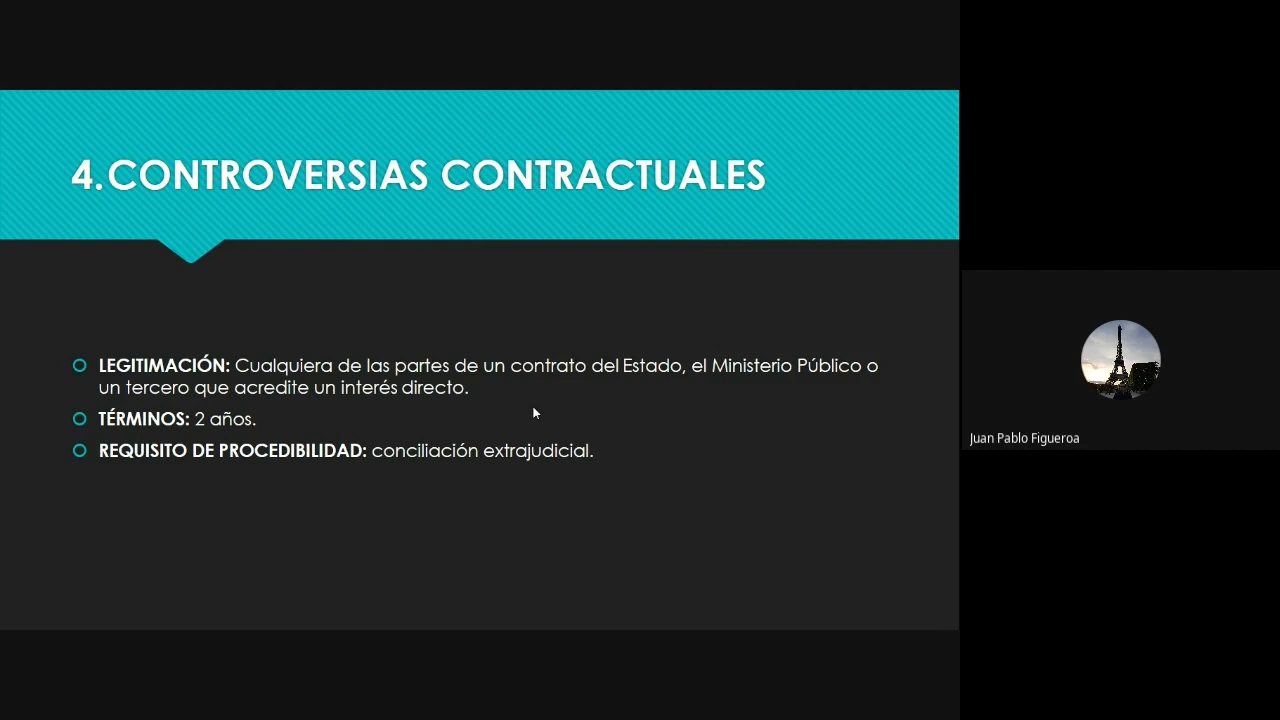 4. CONTROVERSIAS CONTRACTUALES
LEGITIMACIÓN: Cualquiera de las partes de un contrato del Estado, el Ministerio Público o
un tercero que acredite un interés directo.
TÉRMINOS: 2 años.
REQUISITO DE PROCEDIBILIDAD: conciliación extrajudicial.
Juan Pablo Figueroa